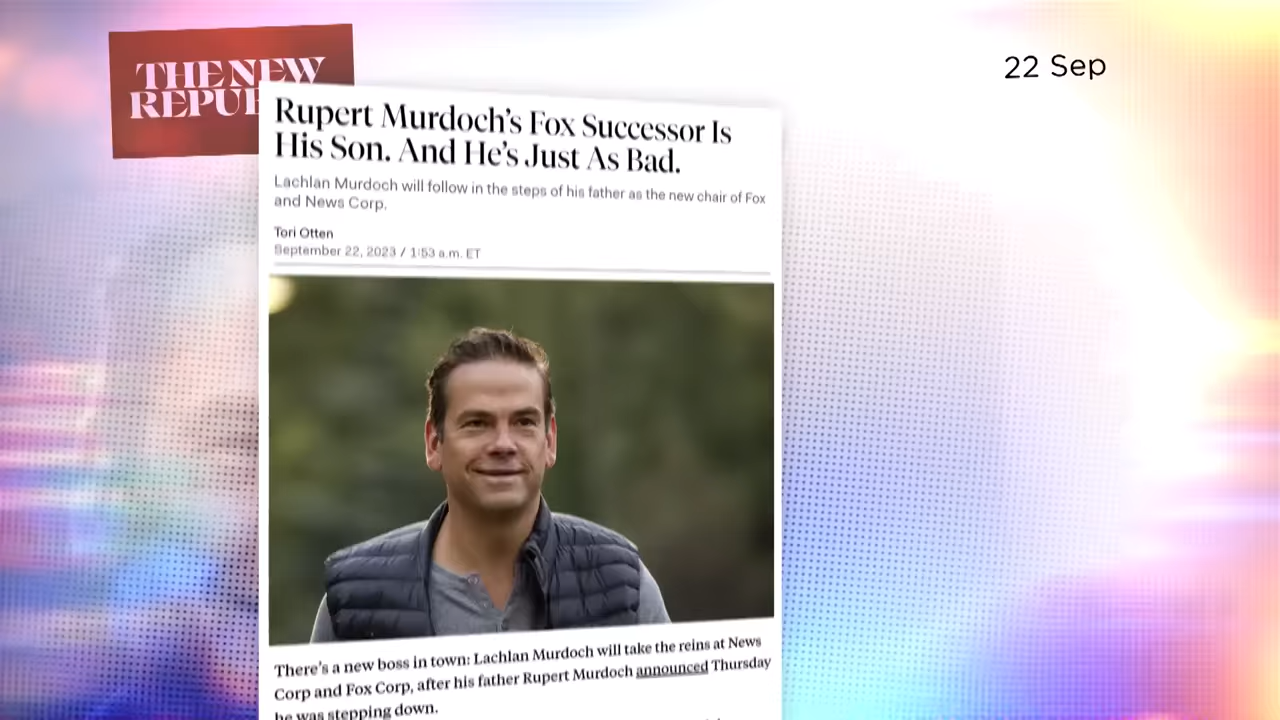 THE NEW
22 Sep
Rupert Murdoch's Fox Successor Is
His Son. And He's Just As Bad.
Lachlan Murdoch will follow in the steps of his father as the new chair of Fox
and News Corp.
Tori Otten
September 22, 2023 / 1:53 a.m. ET
There's a new boss in town: Lachlan Murdoch will take the reins at News
Corp and Fox Corp, after his father Rupert Murdoch announced Thursday
he was stepping down.